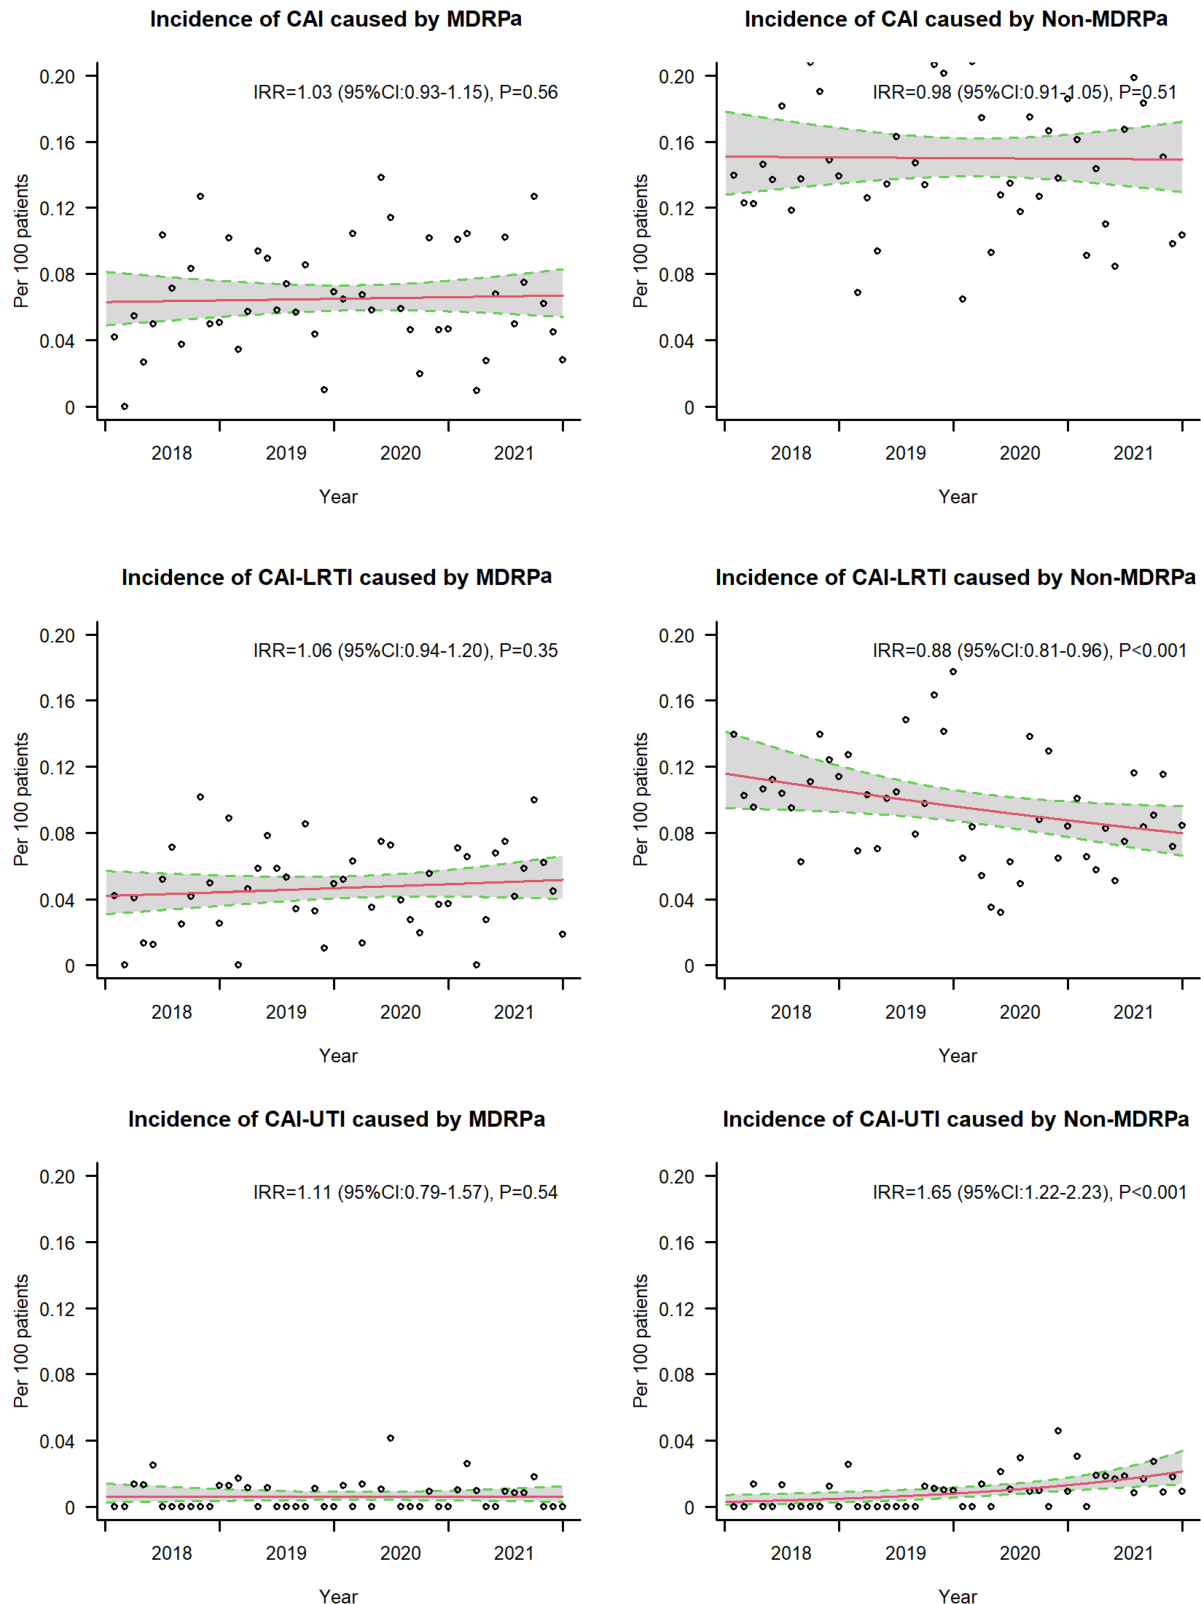 Incidence of CAI caused by MDRPa
IRR=1.03 (95%CI:0.93-1.15), P=0.56
Per 100 patients
0.20
0.16
0.12
0.08
0.04
0
2018 2019 2020 2021
Year
Incidence of CAI caused by Non-MDRPa
IRR=0.98 (95%CI:0.91-1.05), P=0.51
Per 100 patients
0.20
0.16
0.12
0.08
0.04
0
2018 2019 2020 2021
Year
Incidence of CAI-LRTI caused by MDRPa
IRR=1.06 (95%CI:0.94-1.20), P=0.35
Per 100 patients
0.20
0.16
0.12
0.08
0.04
0
2018 2019 2020 2021
Year
Incidence of CAI-LRTI caused by Non-MDRPa
IRR=0.88 (95%CI:0.81-0.96), P<0.001
Per 100 patients
0.20
0.16
0.12
0.08
0.04
0
2018 2019 2020 2021
Year
Incidence of CAI-UTI caused by MDRPa
IRR=1.11 (95%CI:0.79-1.57), P=0.54
Per 100 patients
0.20
0.16
0.12
0.08
0.04
0
2018 2019 2020 2021
Year
Incidence of CAI-UTI caused by Non-MDRPa
IRR=1.65 (95%CI:1.22-2.23), P<0.001
Per 100 patients
0.20
0.16
0.12
0.08
0.04
0
2018 2019 2020 2021
Year